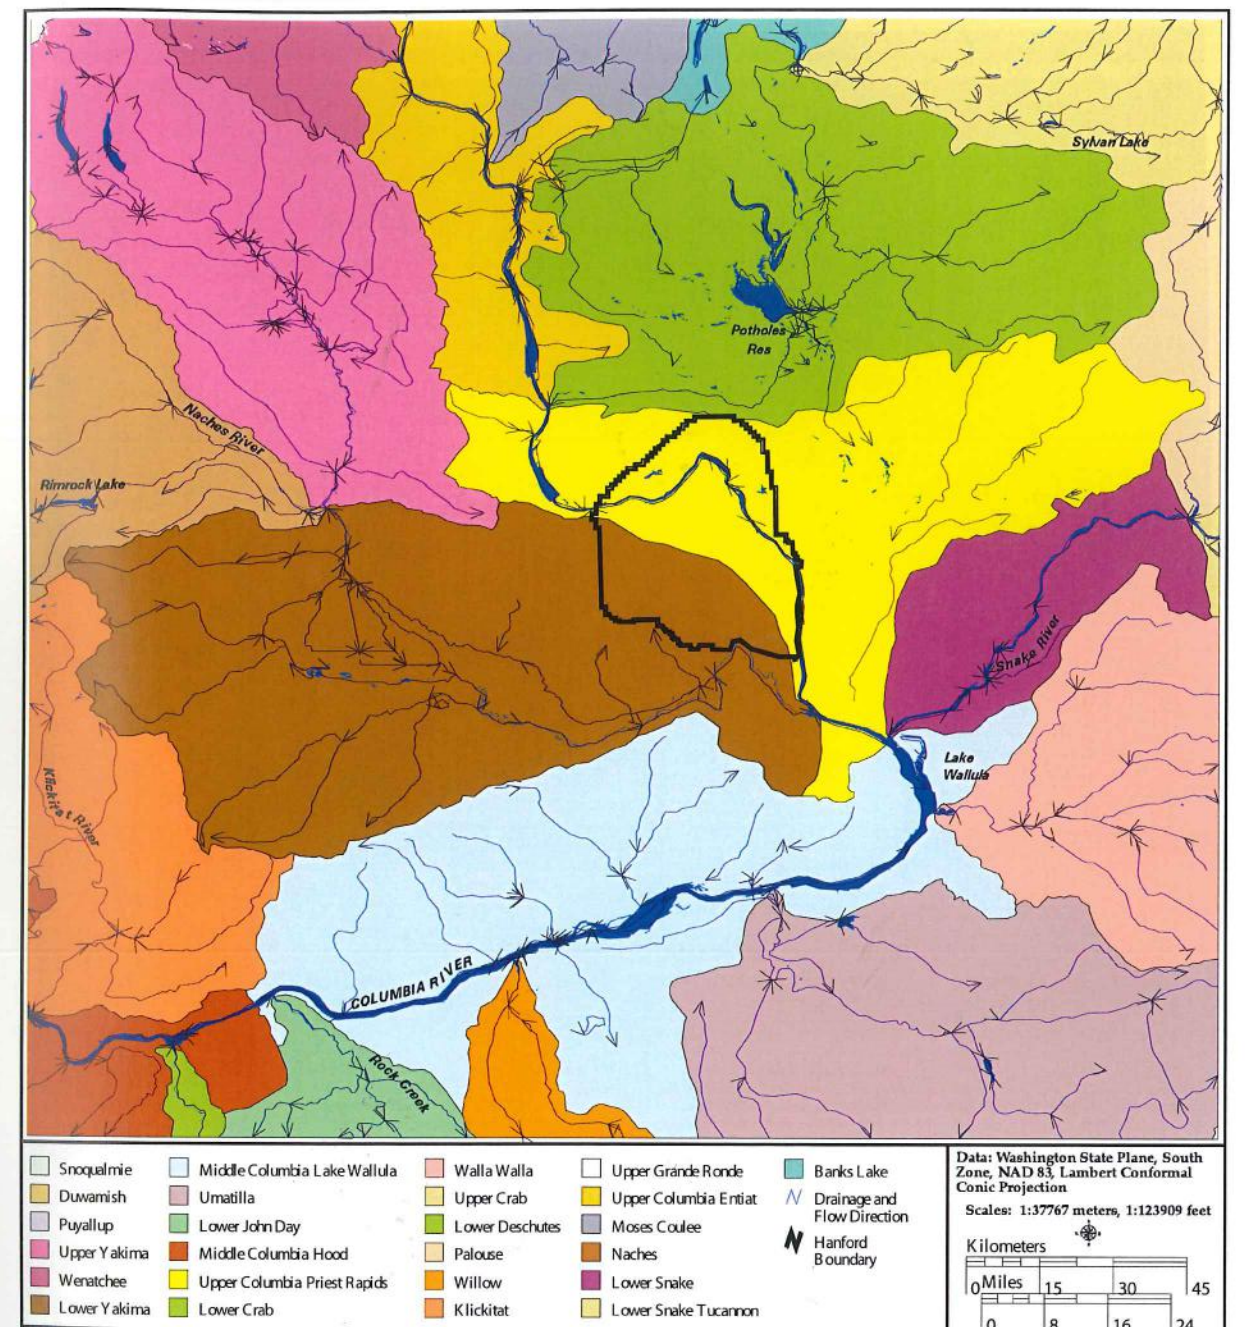 Sylvan Lake
Potholes
Res
Naches River
Rimrock Lake
Snake River
Lake
Wallula
Klickitat River
COLUMBIA RIVER
Rock Creek
Snoqualmie
Duwamish
Puyallup
Upper Yakima
Wenatchee
Lower Yakima
Middle Columbia Lake Wallula
Umatilla
Lower John Day
Middle Columbia Hood
Upper Columbia Priest Rapids
Lower Crab
Walla Walla
Upper Crab
Lower Deschutes
Palouse
Willow
Klickitat
Upper Grande Ronde
Upper Columbia Entiat
Moses Coulee
Naches
Lower Snake
Lower Snake Tucannon
Banks Lake
Drainage and
Flow Direction
Hanford
Boundary
Data: Washington State Plane, South
Zone, NAD 83, Lambert Conformal
Conic Projection
Scales: 1:37767 meters, 1:123909 feet
Kilometers
0 15 30 45
Miles
0 8 16 24